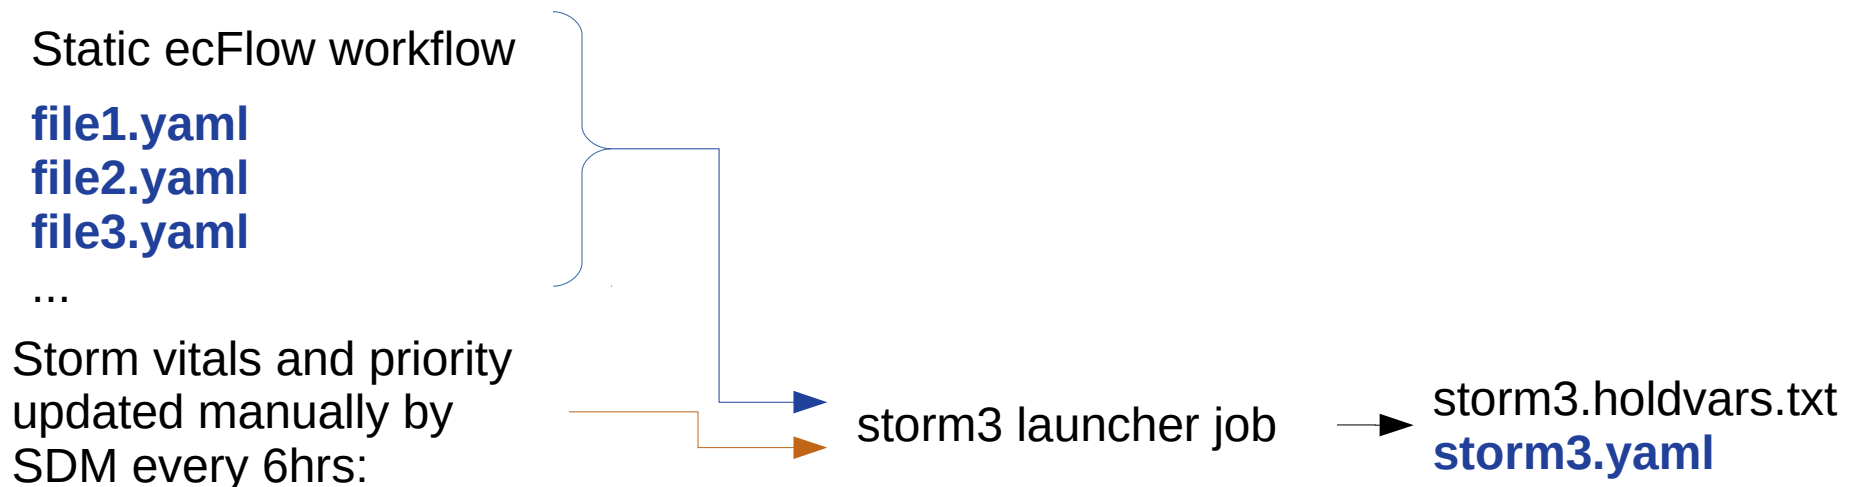 Static ecFlow workflow
file1.yaml
file2.yaml
file3.yaml
...
Storm vitals and priority
updated manually by
SDM every 6hrs:
storm3 launcher job
storm3.holdvars.txt
storm3.yaml